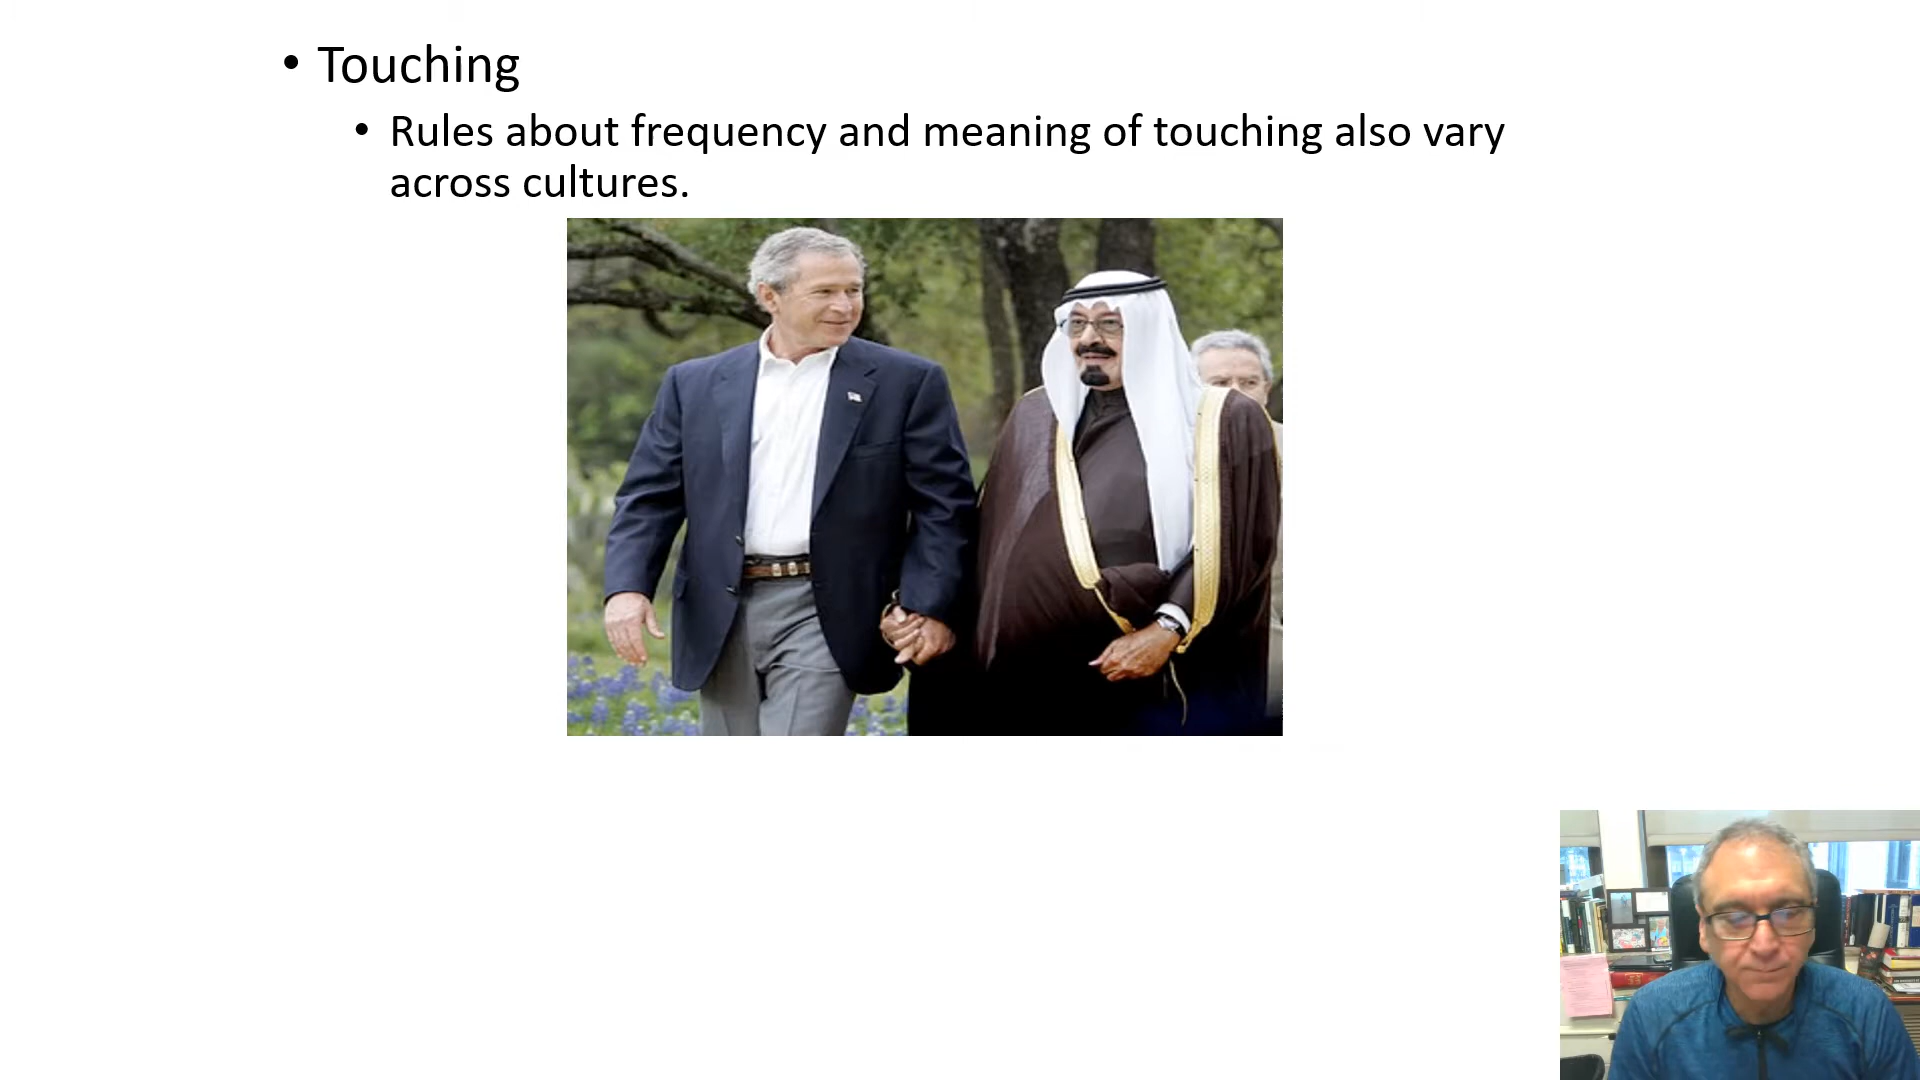 • Touching
• Rules about frequency and meaning of touching also vary
across cultures.